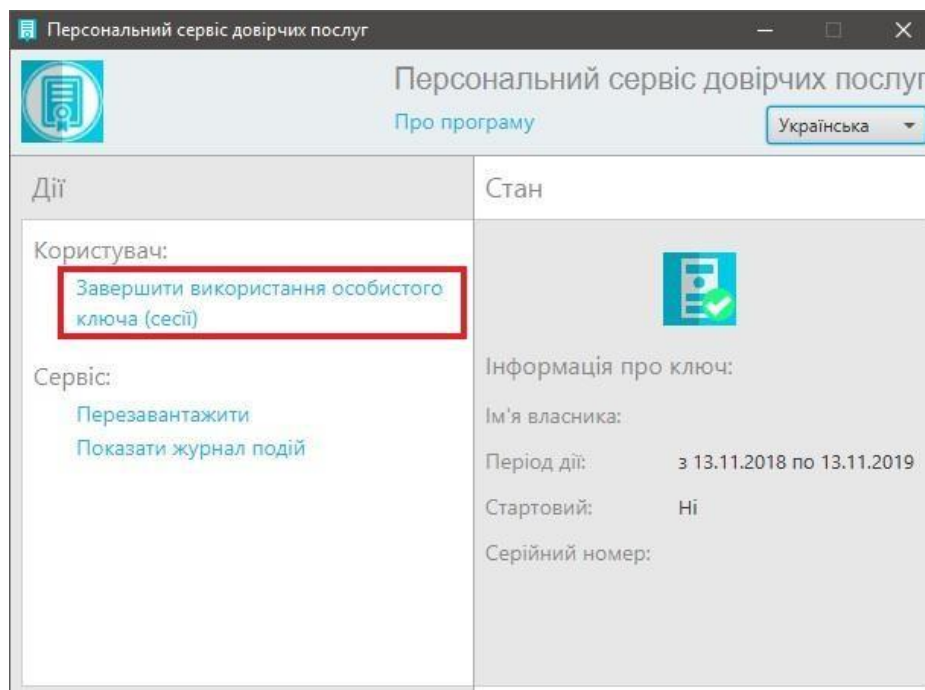 Персональний сервіс довірчих послуг
Персональний сервіс довірчих послуг
Про програму
Українська
Дії
Стан
Користувач:
Завершити використання особистого
ключа (сесії)
Сервіс:
Перезавантажити
Показати журнал подій
Інформація про ключ:
Ім'я власника:
Період дії: з 13.11.2018 по 13.11.2019
Стартовий: Ні
Серійний номер: